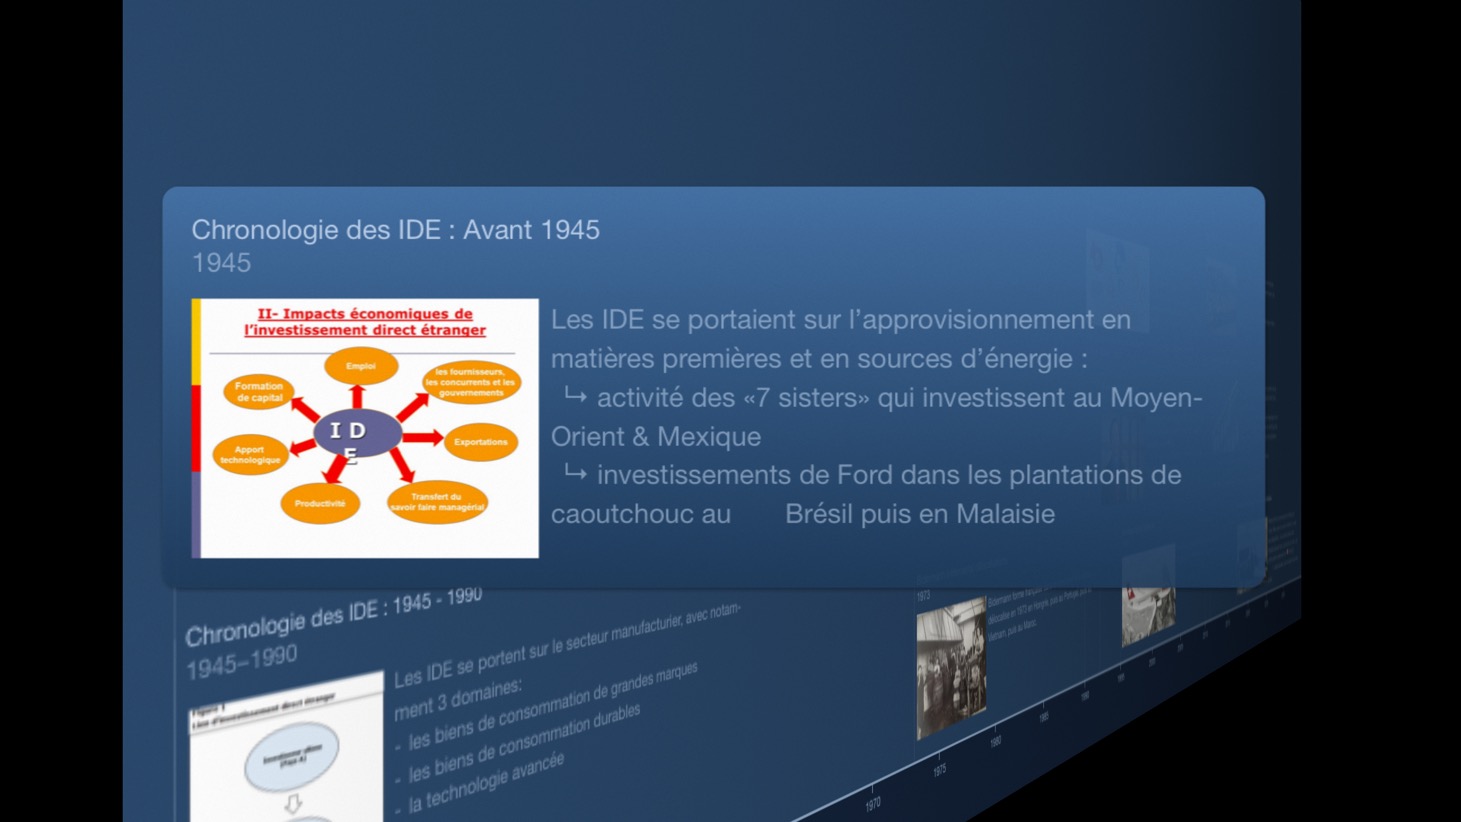 Chronologie des IDE : Avant 1945
1945
II- Impacts économiques de
l’investissement direct étranger
Emploi
les fournisseurs,
les concurrents et les
gouvernements
Formation
de capital
I D
E
Exportations
Apport
technologique
Productivité
Transfert du
savoir faire managérial
Les IDE se portaient sur l’approvisionnement en
matières premières et en sources d’énergie :
↳ activité des «7 sisters» qui investissent au Moyen-
Orient & Mexique
↳ investissements de Ford dans les plantations de
caoutchouc au Brésil puis en Malaisie
Chronologie des IDE : 1945 - 1990
1945–1990
Les IDE se portent sur le secteur manufacturier, avec notam-
ment 3 domaines:
- les biens de consommation de grandes marques
- les biens de consommation durables
- la technologie avancée
Figure 1
1973
1970
1975
1980
1985
1990